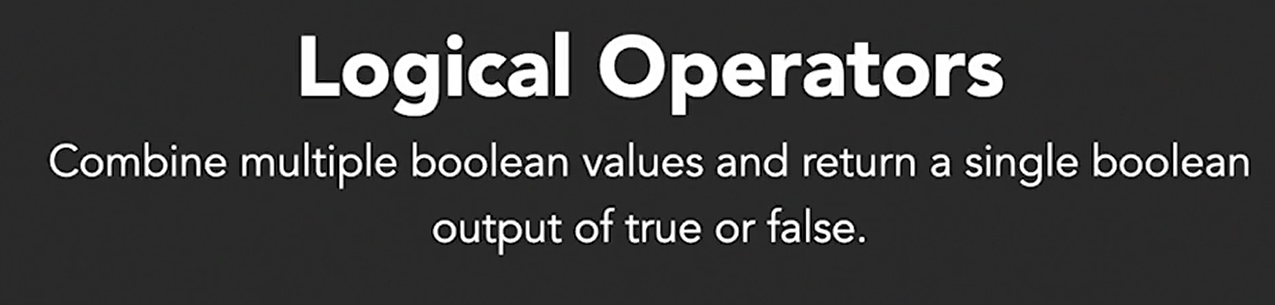 Logical Operators
Combine multiple boolean values and return a single boolean
output of true or false.